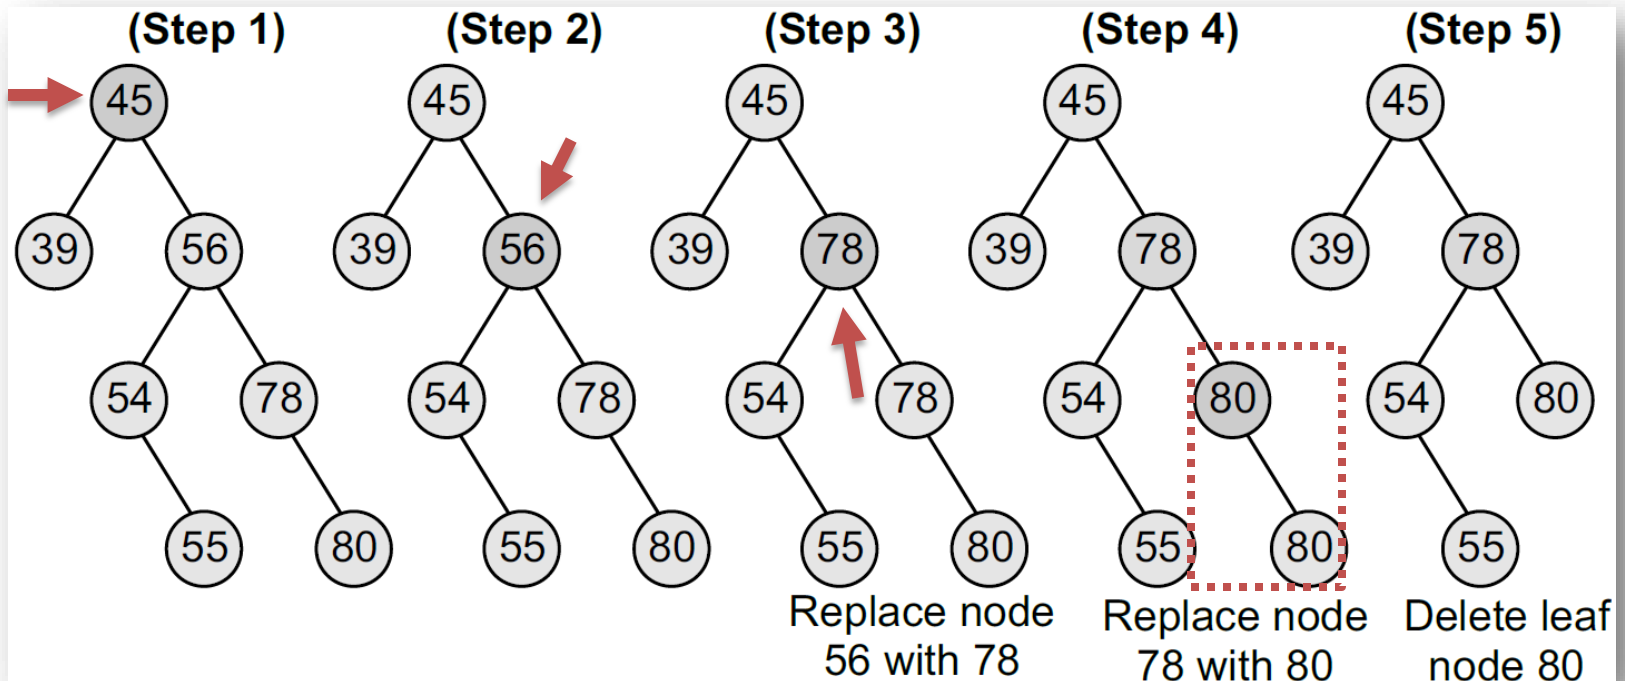 (Step 1) (Step 2) (Step 3) (Step 4) (Step 5)
45 45 45 45 45
39 56 39 56 39 78 39 78 39 78
54 78 54 78 54 78 54 80 54 80
55 80 55 80 55 80 55 80 55
Replace node Replace node Delete leaf
56 with 78 78 with 80 node 80